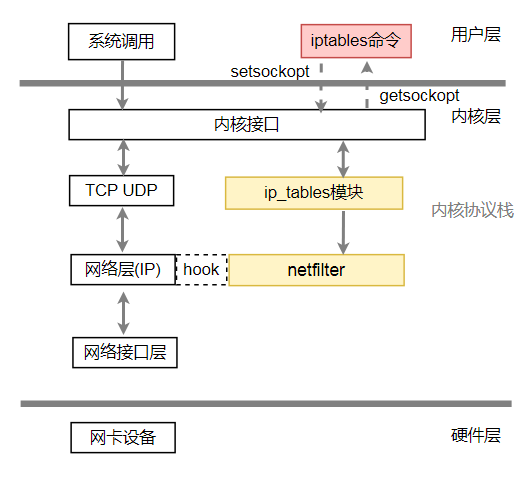 系统调用
iptables命令
用户层
setsockopt
getsockopt
内核接口
内核层
TCP UDP
ip_tables模块
内核协议栈
网络层(IP)
hook
netfilter
网络接口层
网卡设备
硬件层